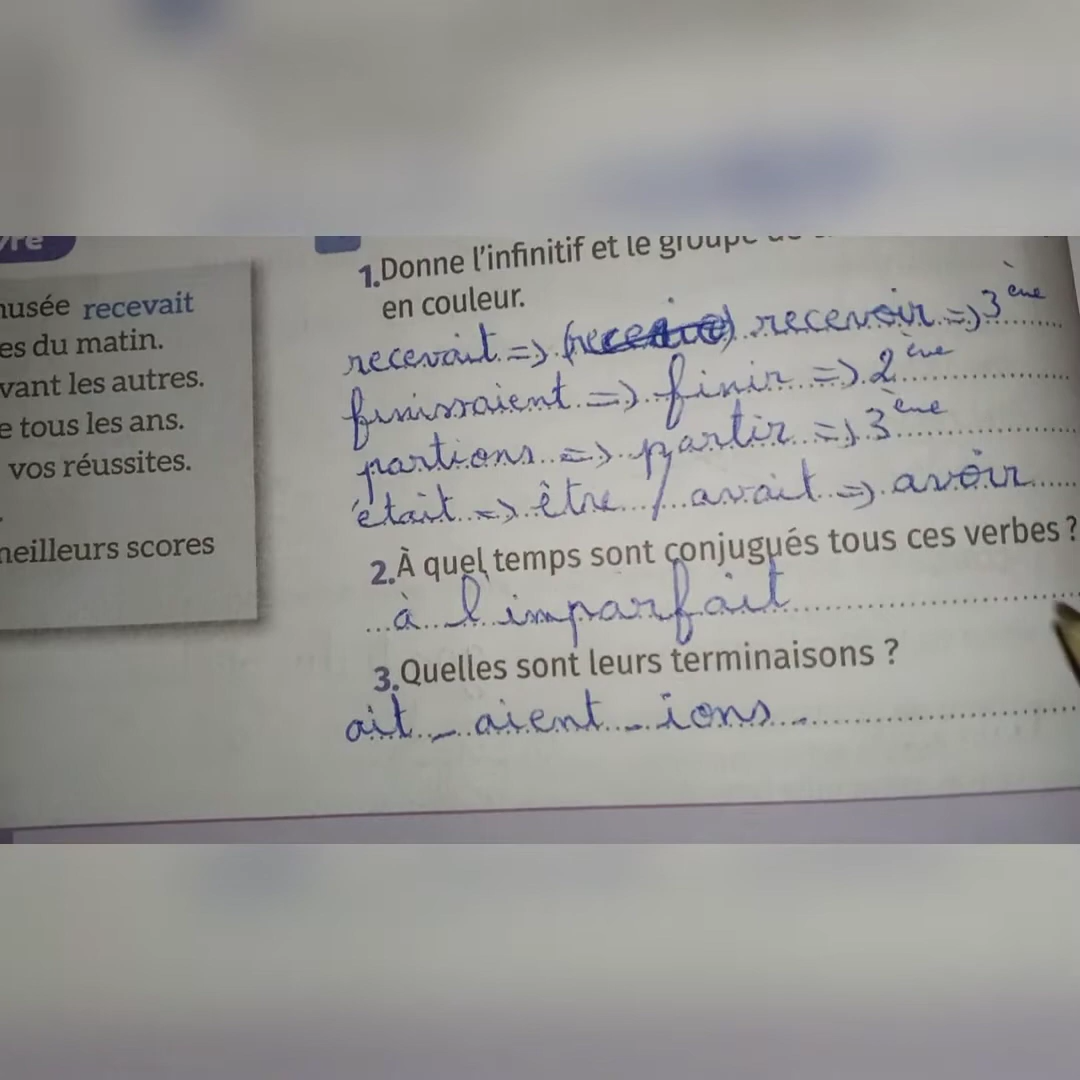 musée recevait
es du matin.
vant les autres.
e tous les ans.
vos réussites.
meilleurs scores
1. Donne l'infinitif et le groupe
en couleur.
recevait => recevoir => 3ème
finissaient => finir => 2ème
partions => partir => 3ème
était => être / avait => avoir
2. À quel temps sont conjugués tous ces verbes ?
à l'imparfait
3. Quelles sont leurs terminaisons ?
ait - aient - ions -